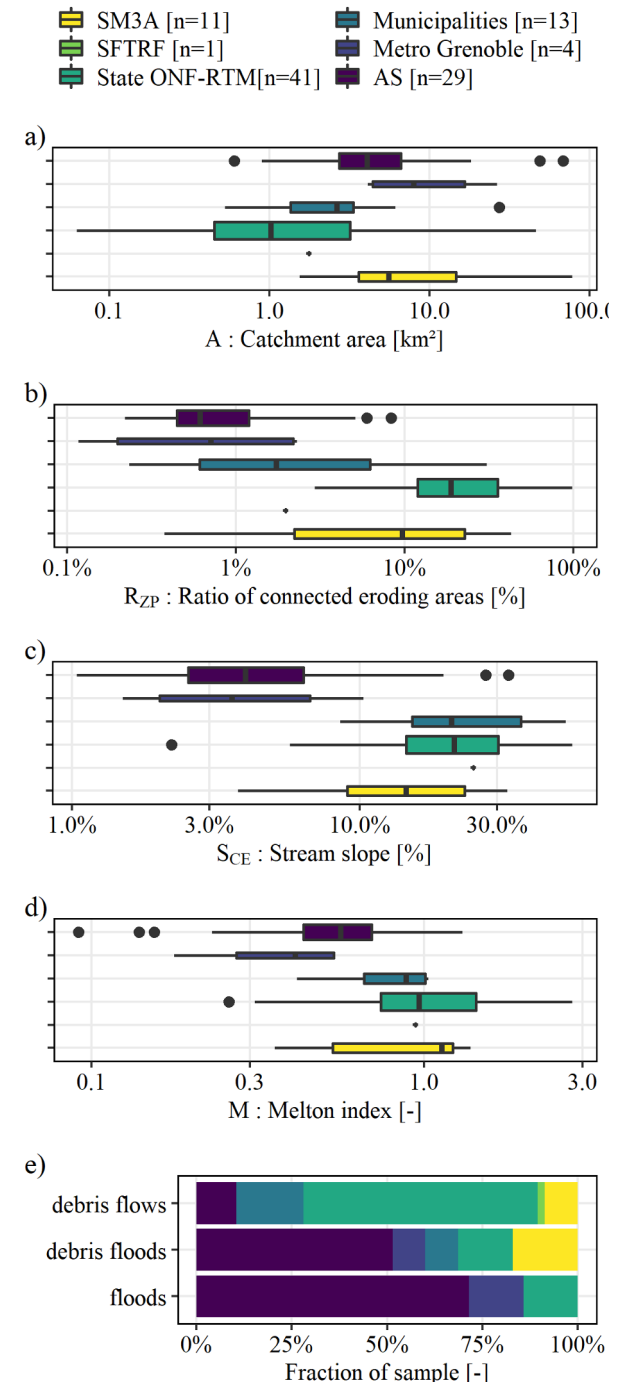 SM3A [n=11]
Municipalities [n=13]
SFTRF [n=1]
Metro Grenoble [n=4]
State ONF-RTM[n=41]
AS [n=29]
a)
0.1 1.0 10.0 100.(
A : Catchment area [km²]
b)
0.1% 1% 10% 100%
R_ZP : Ratio of connected eroding areas [%]
c)
1.0% 3.0% 10.0% 30.0%
S_CE : Stream slope [%]
d)
0.1 0.3 1.0 3.0
M : Melton index [-]
e)
debris flows
debris floods
floods
0% 25% 50% 75% 100%
Fraction of sample [-]